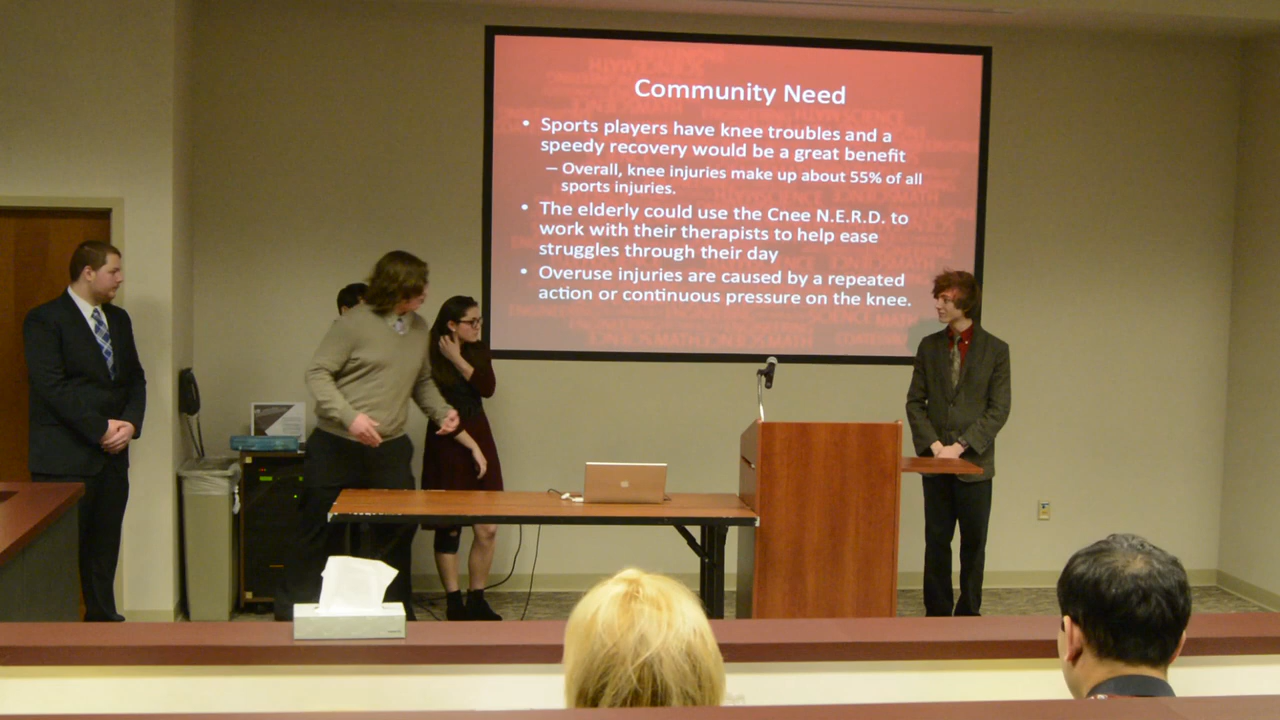 Community Need
• Sports players have knee troubles and a
speedy recovery would be a great benefit
– Overall, knee injuries make up about 55% of all
sports injuries.
• The elderly could use the Cnee N.E.R.D. to
work with their therapists to help ease
struggles through their day
• Overuse injuries are caused by a repeated
action or continuous pressure on the knee.